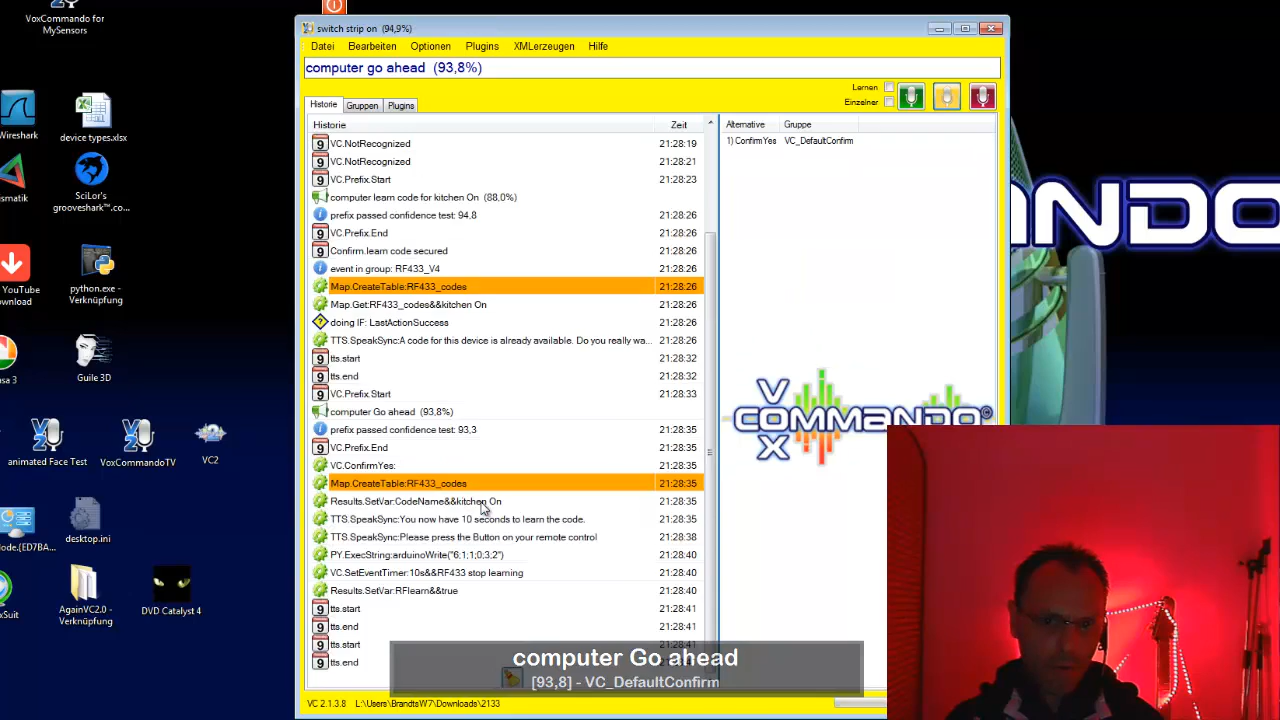 VoxCommando for
MySensors
Wireshark
device types.xlsx
SciLor's
grooveshark™.co...
python.exe -
Verknüpfung
YouTube
Guile 3D
animated Face Test
VoxCommandoTV
VC2
desktop.ini
AgainVC2.0 -
Verknüpfung
DVD Catalyst 4
switch strip on (94,9%)
Datei Bearbeiten Optionen Plugins XMLerzeugen Hilfe
computer go ahead (93,8%)
Lernen
Einzelner
Historie Gruppen Plugins
Historie Zeit
VC.NotRecognized 21:28:19
VC.NotRecognized 21:28:21
VC.Prefix.Start 21:28:23
computer learn code for kitchen On (88,0%)
prefix passed confidence test: 94,8 21:28:26
VC.Prefix.End 21:28:26
Confirm.learn code secured 21:28:26
event in group: RF433_V4 21:28:26
Map.CreateTable:RF433_codes 21:28:26
Map.Get:RF433_codes&&kitchen On 21:28:26
doing IF: LastActionSuccess 21:28:26
TTS.SpeakSync:A code for this device is already available. Do you really wa... 21:28:26
tts.start 21:28:32
tts.end 21:28:32
VC.Prefix.Start 21:28:33
computer Go ahead (93,8%)
prefix passed confidence test: 93,3 21:28:35
VC.Prefix.End 21:28:35
VC.ConfirmYes: 21:28:35
Map.CreateTable:RF433_codes 21:28:35
Results.SetVar:CodeName&&kitchen On 21:28:35
TTS.SpeakSync:You now have 10 seconds to learn the code. 21:28:35
TTS.SpeakSync:Please press the Button on your remote control 21:28:38
PY.ExecString:arduinoWrite("6;1;1;0;3;2") 21:28:40
VC.SetEventTimer:10s&&RF433 stop learning 21:28:40
Results.SetVar:RFlearn&&true 21:28:40
tts.start 21:28:41
tts.end 21:28:41
tts.start
tts.end
Alternative Gruppe
1) ConfirmYes VC_DefaultConfirm
VOX
COMMANDO
computer Go ahead
[93,8] - VC_DefaultConfirm
VC 2.1.3.8 L:\Users\BrandtsW7\Downloads\2133